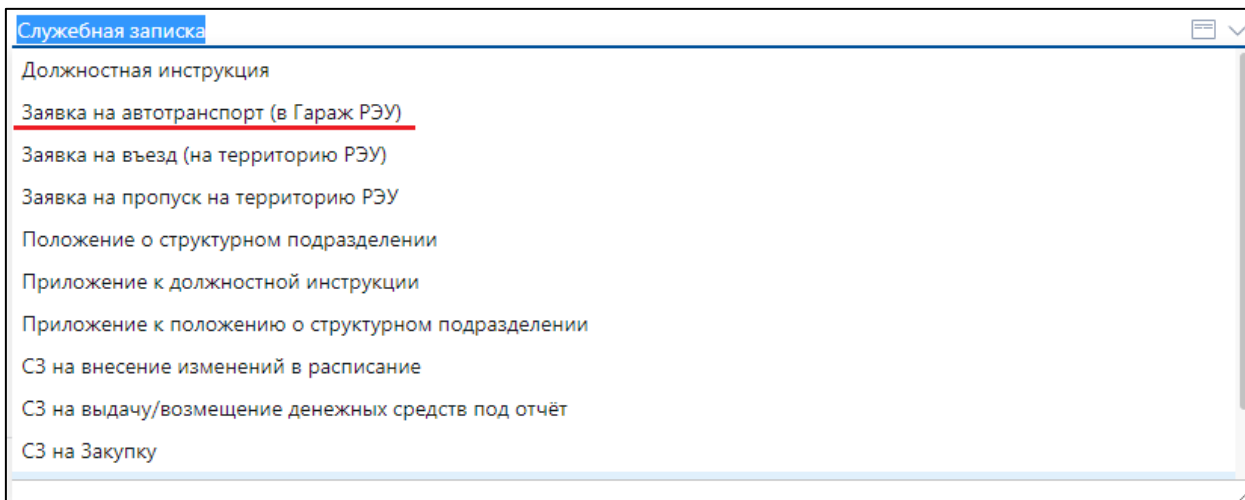 Служебная записка
Должностная инструкция
Заявка на автотранспорт (в Гараж РЭУ)
Заявка на въезд (на территорию РЭУ)
Заявка на пропуск на территорию РЭУ
Положение о структурном подразделении
Приложение к должностной инструкции
Приложение к положению о структурном подразделении
СЗ на внесение изменений в расписание
СЗ на выдачу/возмещение денежных средств под отчёт
СЗ на Закупку